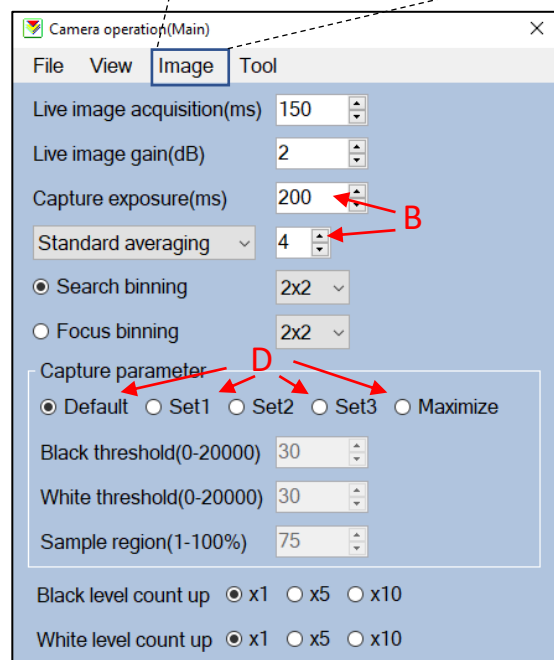 Camera operation(Main)
File View Image Tool
Live image acquisition(ms) 150
Live image gain(dB) 2
Capture exposure(ms) 200
B
Standard averaging 4
Search binning 2x2
Focus binning 2x2
D
Capture parameter
Default Set1 Set2 Set3 Maximize
Black threshold(0-20000) 30
White threshold(0-20000) 30
Sample region(1-100%) 75
Black level count up x1 x5 x10
White level count up x1 x5 x10